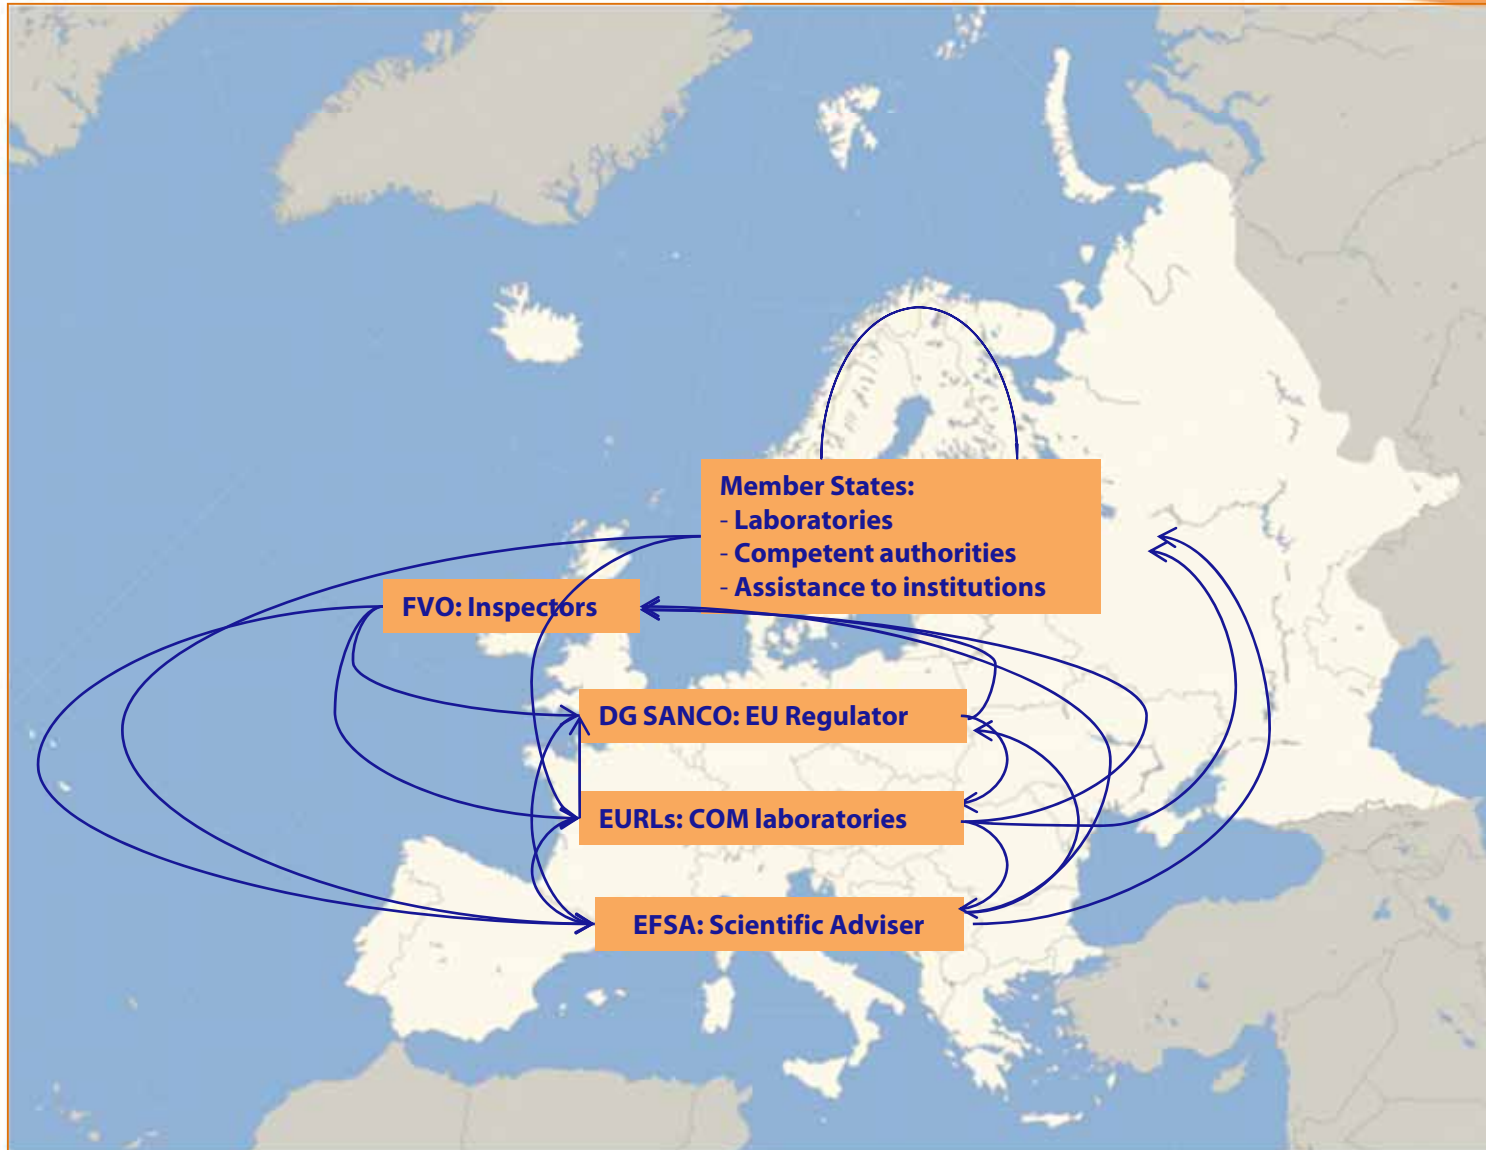 Member States:
- Laboratories
- Competent authorities
- Assistance to institutions
FVO: Inspectors
DG SANCO: EU Regulator
EURLs: COM laboratories
EFSA: Scientific Adviser